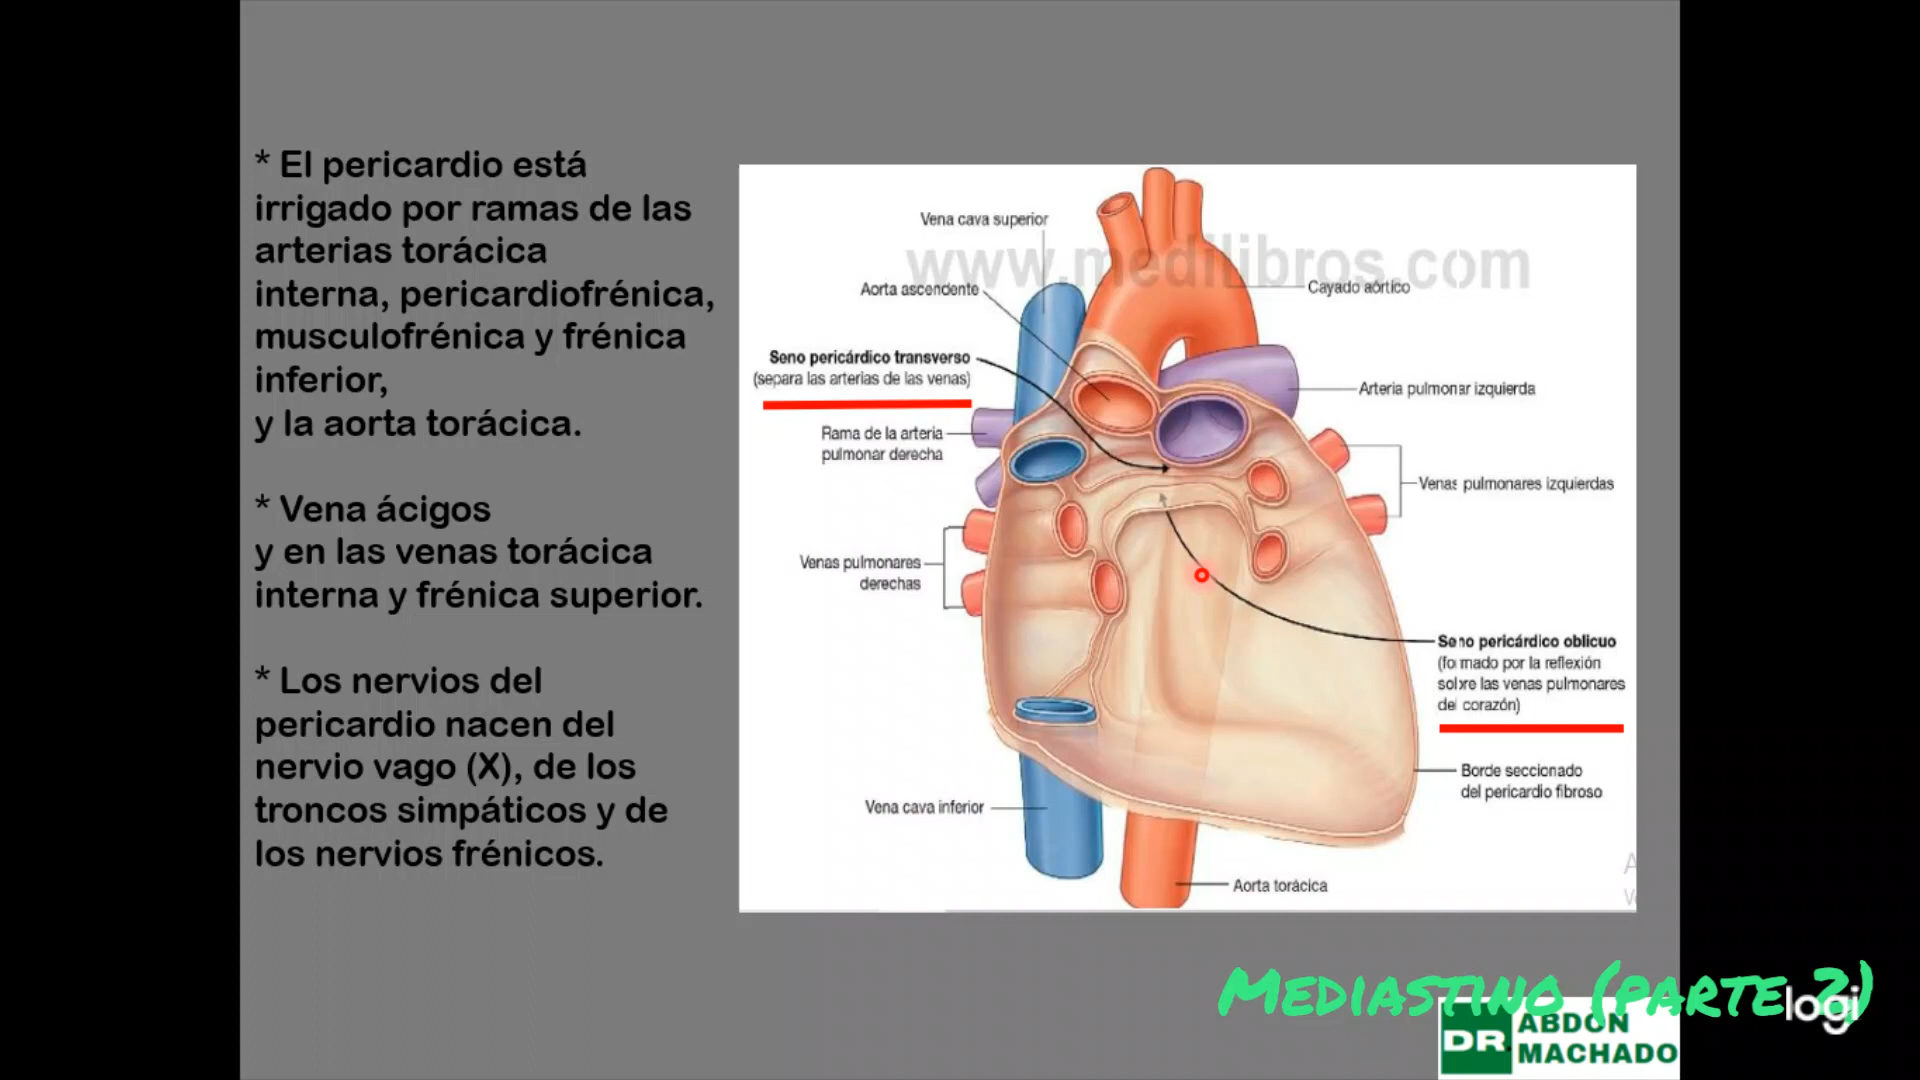 * El pericardio está
irrigado por ramas de las
arterias torácica
interna, pericardiofrénica,
musculofrénica y frénica
inferior,
y la aorta torácica.
* Vena ácigos
y en las venas torácica
interna y frénica superior.
* Los nervios del
pericardio nacen del
nervio vago (X), de los
troncos simpáticos y de
los nervios frénicos.
www.medilibros.com
Vena cava superior
Aorta ascendente
Cayado aórtico
Seno pericárdico transverso
(separa las arterias de las venas)
Arteria pulmonar izquierda
Rama de la arteria
pulmonar derecha
Venas pulmonares izquierdas
Venas pulmonares
derechas
Seno pericárdico oblicuo
(formado por la reflexión
sobre las venas pulmonares
del corazón)
Borde seccionado
del pericardio fibroso
Vena cava inferior
Aorta torácica
Mediastino (parte 2)
logi
DR.
ABDÓN
MACHADO